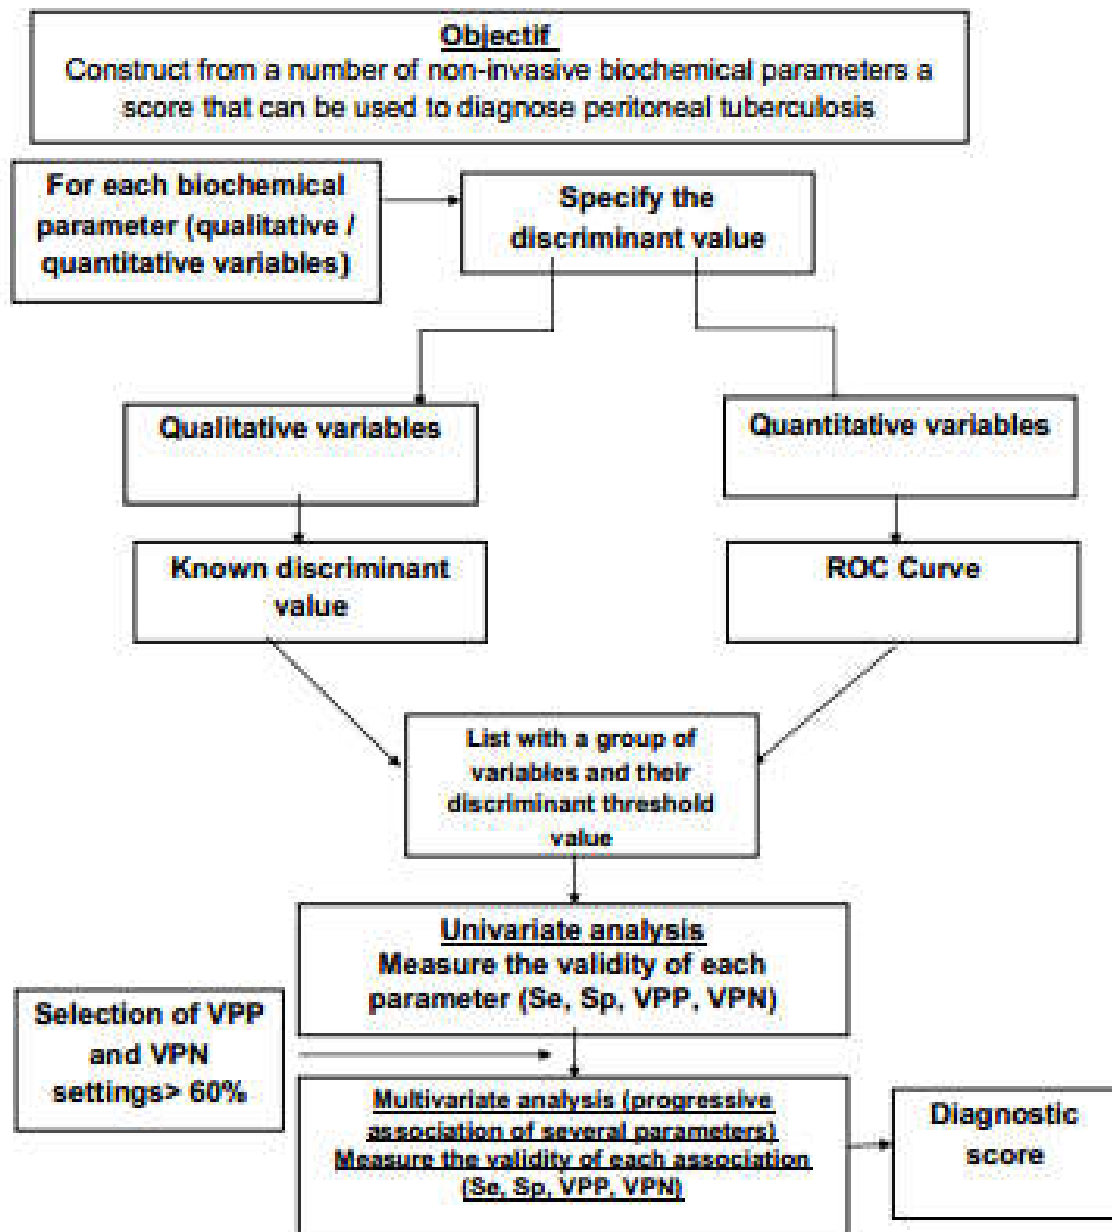 Objectif
Construct from a number of non-invasive biochemical parameters a
score that can be used to diagnose peritoneal tuberculosis
For each biochemical
parameter (qualitative /
quantitative variables)
Specify the
discriminant value
Qualitative variables
Quantitative variables
Known discriminant
value
ROC Curve
List with a group of
variables and their
discriminant threshold
value
Univariate analysis
Measure the validity of each
parameter (Se, Sp, VPP, VPN)
Selection of VPP
and VPN
settings> 60%
Multivariate analysis (progressive
association of several parameters)
Measure the validity of each association
(Se, Sp, VPP, VPN)
Diagnostic
score